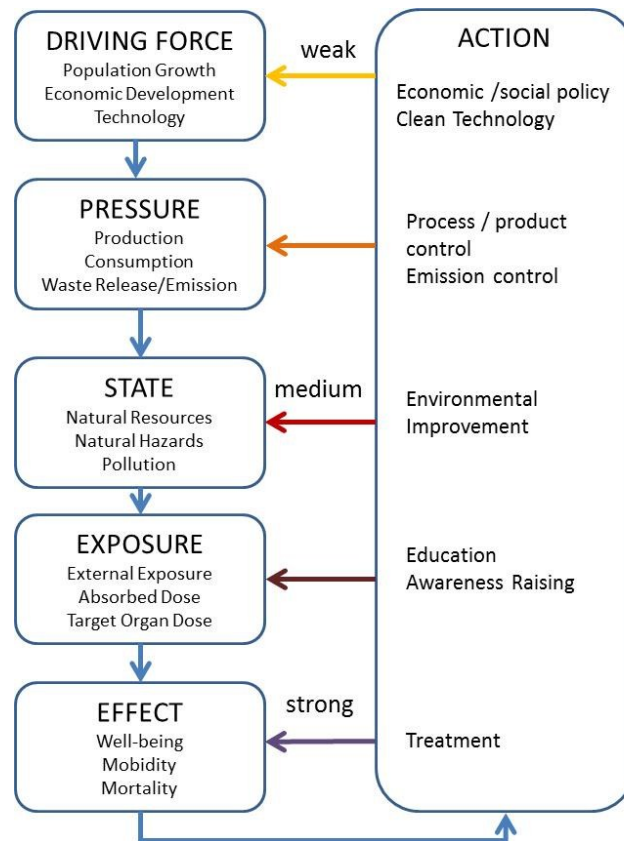 DRIVING FORCE
Population Growth
Economic Development
Technology
weak
ACTION
Economic /social policy
Clean Technology
PRESSURE
Production
Consumption
Waste Release/Emission
Process / product
control
Emission control
STATE
Natural Resources
Natural Hazards
Pollution
medium
Environmental
Improvement
EXPOSURE
External Exposure
Absorbed Dose
Target Organ Dose
Education
Awareness Raising
EFFECT
Well-being
Mobidity
Mortality
strong
Treatment